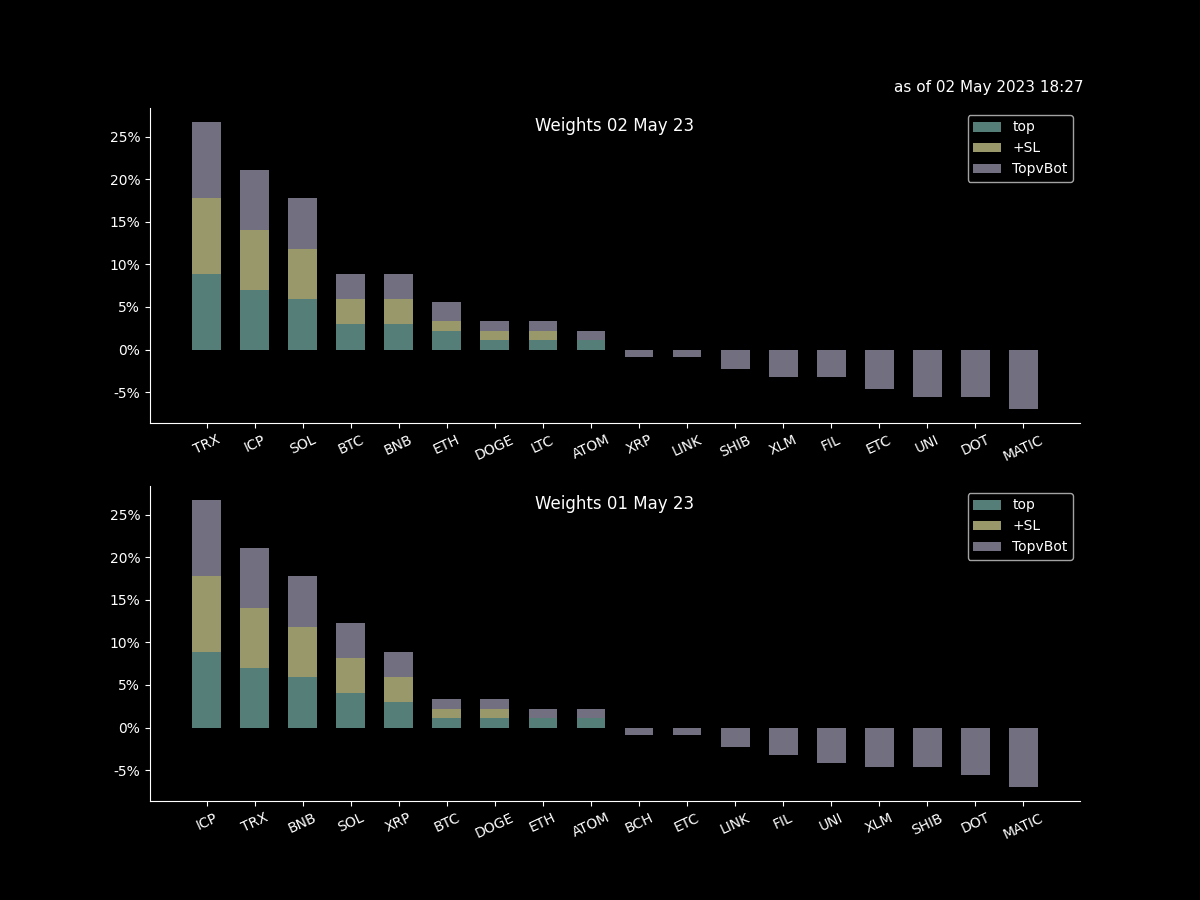 as of 02 May 2023 18:27
Weights 02 May 23
top
+SL
TopvBot
25%
20%
15%
10%
5%
0%
-5%
TRX ICP SOL BTC BNB ETH DOGE LTC ATOM XRP LINK SHIB XLM FIL ETC UNI DOT MATIC
Weights 01 May 23
top
+SL
TopvBot
25%
20%
15%
10%
5%
0%
-5%
ICP TRX BNB SOL XRP BTC DOGE ETH ATOM BCH ETC LINK FIL UNI XLM SHIB DOT MATIC